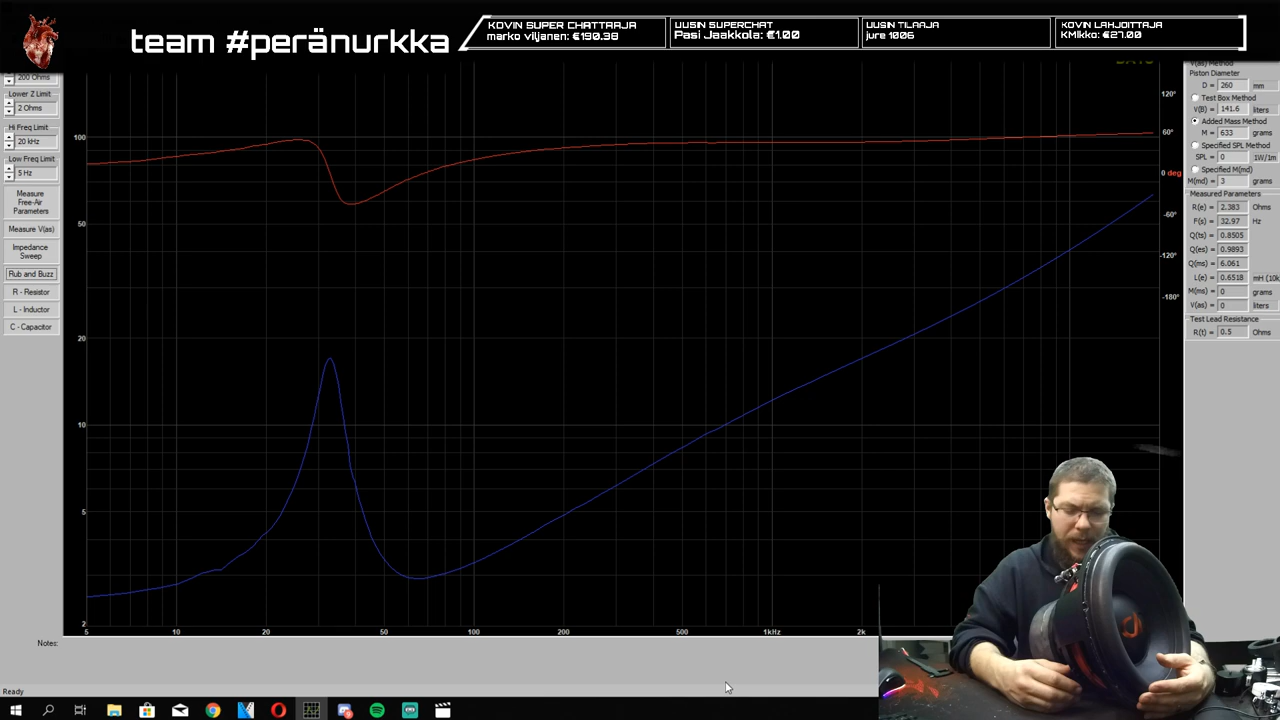 team #peränurkka
KOVIN SUPER CHATTAAJA
marko viljanen: €190.38
UUSIN SUPERCHAT
Pasi Jaakkola: €1.00
UUSIN TILAAJA
jure 1006
KOVIN LAHJOITTAJA
KMikko: €27.00
200 Ohms
Lower Z Limit
2 Ohms
Hi Freq Limit
20 kHz
Low Freq Limit
5 Hz
Measure
Free-Air
Parameters
Measure V(as)
Impedance
Sweep
Rub and Buzz
R - Resistor
L - Inductor
C - Capacitor
100
50
20
10
5
2
5 10 20 50 100 200 500 1kHz 2k
120°
60°
0 deg
-60°
-120°
-180°
V(as) Method
Piston Diameter
D = 260 mm
Test Box Method
V(B) = 141.6 liters
Added Mass Method
M = 633 grams
Specified SPL Method
SPL = 0 1W/1m
Specified M(md)
M(md) = 3 grams
Measured Parameters
R(e) = 2.383 Ohms
F(s) = 32.97 Hz
Q(ts) = 0.8505
Q(es) = 0.9893
Q(ms) = 6.061
L(e) = 0.6518 mH (10k
M(ms) = 0 grams
V(as) = 0 liters
Test Lead Resistance
R(t) = 0.5 Ohms
Notes:
Ready